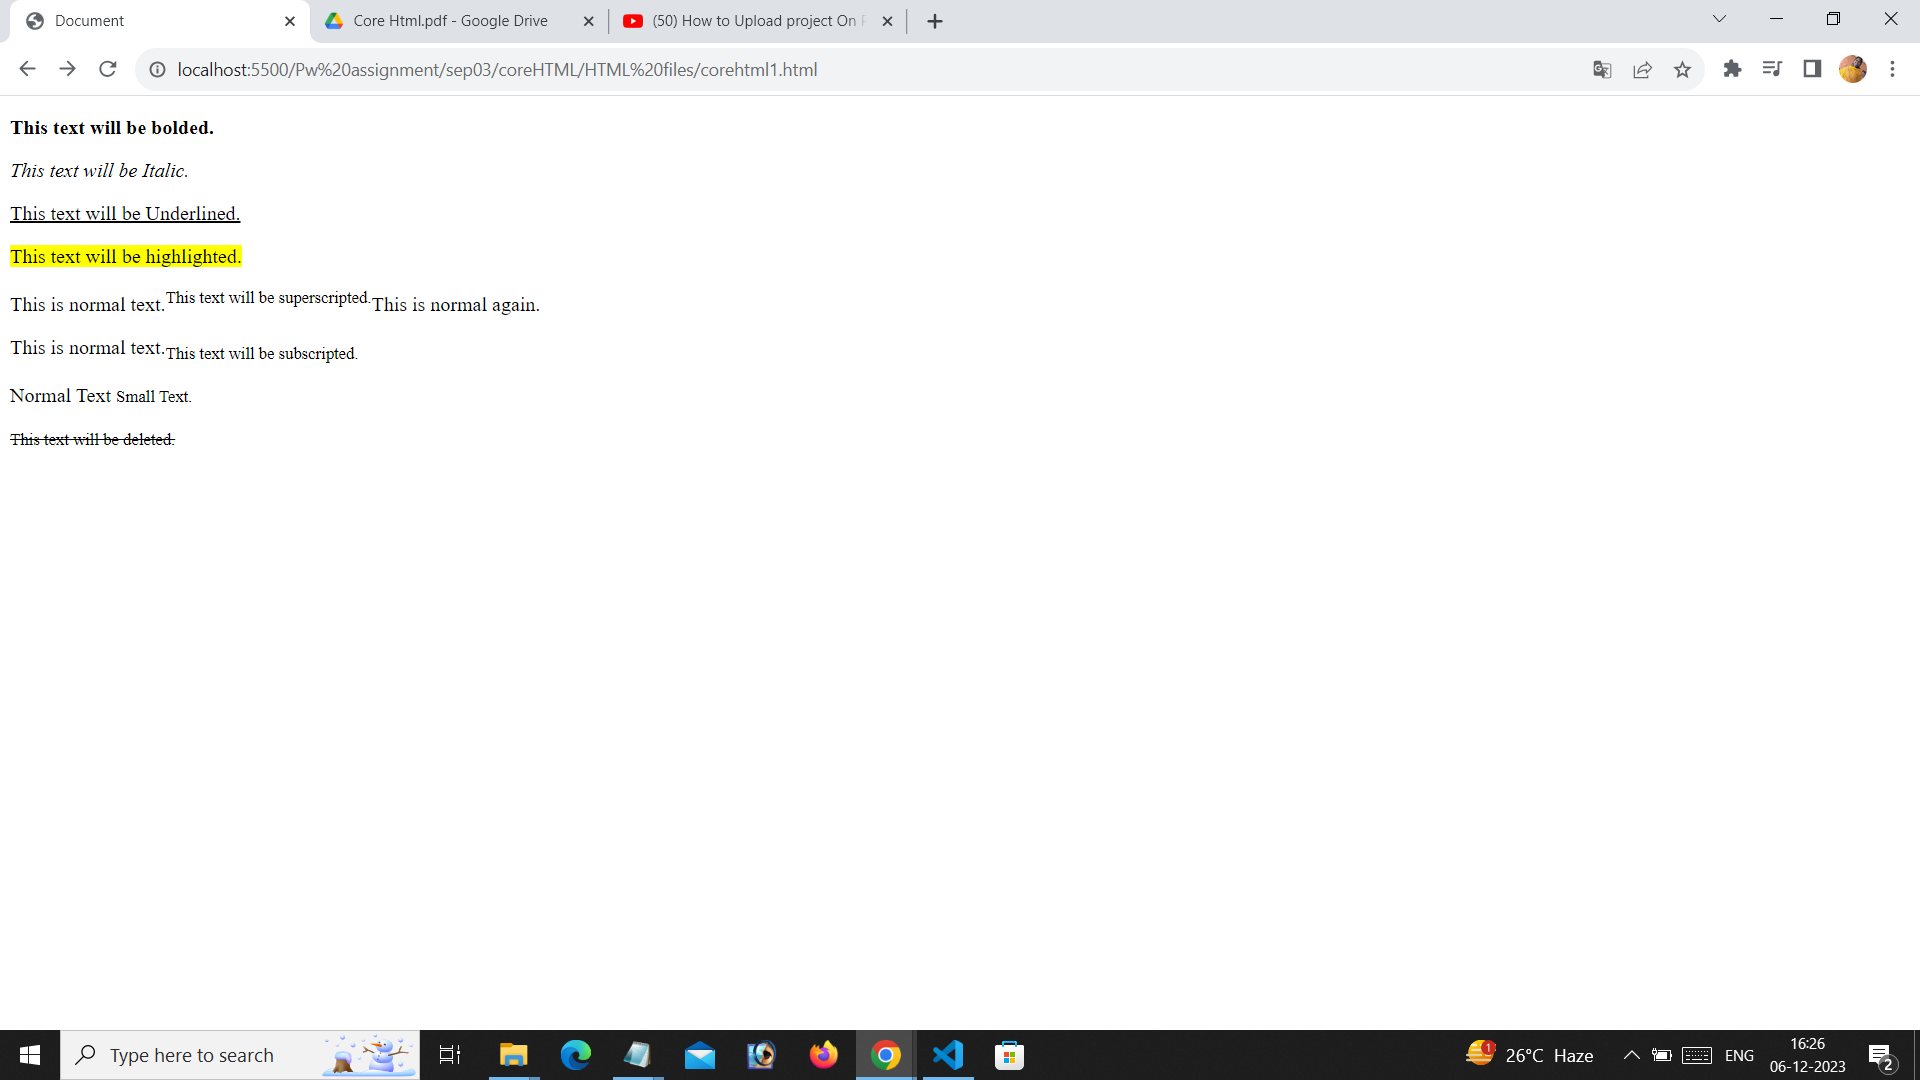 Document
Core Html.pdf - Google Drive
(50) How to Upload project On
localhost:5500/Pw%20assignment/sep03/coreHTML/HTML%20files/corehtml1.html
This text will be bolded.
This text will be Italic.
This text will be Underlined.
This text will be highlighted.
This is normal text.This text will be superscripted.This is normal again.
This is normal text.This text will be subscripted.
Normal Text Small Text.
This text will be deleted.
Type here to search
1
26°C Haze
ENG
16:26
06-12-2023
2